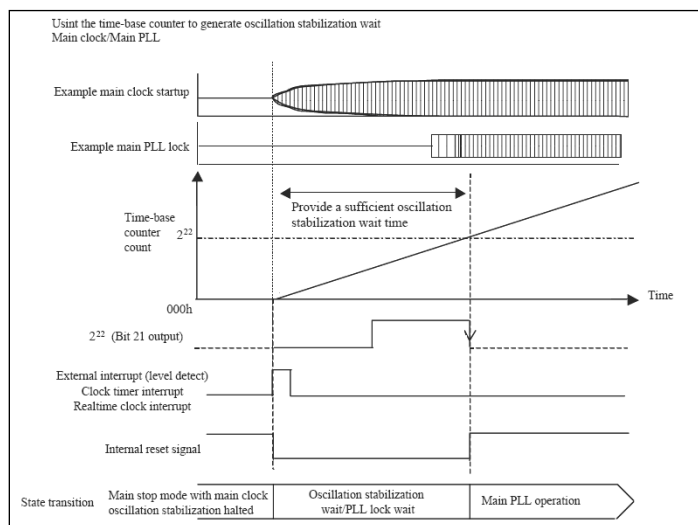 Usint the time-base counter to generate oscillation stabilization wait
Main clock/Main PLL
Example main clock startup
Example main PLL lock
Provide a sufficient oscillation
stabilization wait time
Time-base
counter
count
2²²
000h
Time
2²² (Bit 21 output)
External interrupt (level detect)
Clock timer interrupt
Realtime clock interrupt
Internal reset signal
State transition
Main stop mode with main clock
oscillation stabilization halted
Oscillation stabilization
wait/PLL lock wait
Main PLL operation